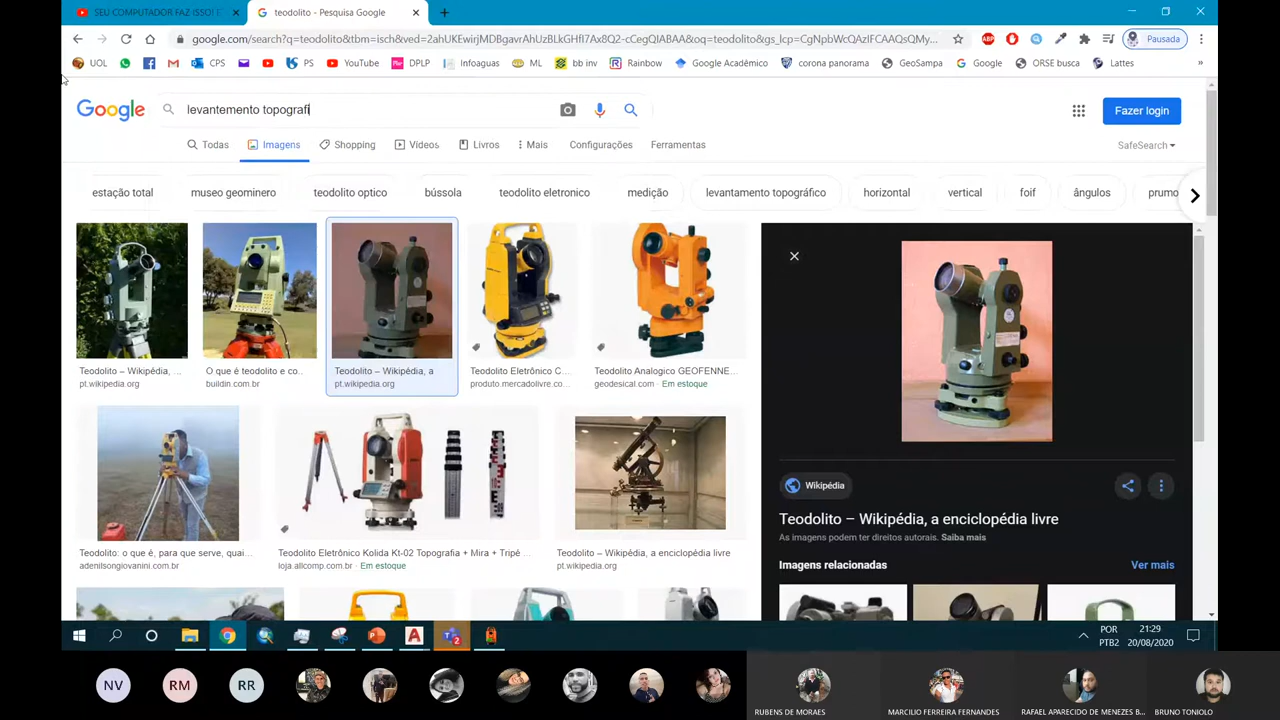 SEU COMPUTADOR FAZ ISSO!
teodolito - Pesquisa Google
google.com/search?q=teodolito&tbm=isch&ved=2ahUKEwirjMDBgavrAhUzBLkGHfl7Ax8Q2-cCegQIABAA&oq=teodolito&gs_lcp=CgNpbWcQAzIFCAAQsQMy...
Pausada
UOL
CPS
PS
YouTube
DPLP
Infoaguas
ML
bb inv
Rainbow
Google Acadêmico
corona panorama
GeoSampa
Google
ORSE busca
Lattes
»
Google
levantemento topografi
Fazer login
Todas
Imagens
Shopping
Vídeos
Livros
Mais
Configurações
Ferramentas
SafeSearch
estação total
museo geominero
teodolito optico
bússola
teodolito eletronico
medição
levantamento topográfico
horizontal
vertical
foif
ângulos
prumo
Teodolito – Wikipédia, ...
pt.wikipedia.org
O que é teodolito e co...
buildin.com.br
Teodolito – Wikipédia, a
pt.wikipedia.org
Teodolito Eletrônico C...
produto.mercadolivre.co...
Teodolito Analogico GEOFENNE...
geodesical.com · Em estoque
Wikipédia
Teodolito – Wikipédia, a enciclopédia livre
As imagens podem ter direitos autorais. Saiba mais
Imagens relacionadas
Ver mais
Teodolito: o que é, para que serve, quai...
adenilsongiovanini.com.br
Teodolito Eletrônico Kolida Kt-02 Topografia + Mira + Tripé ...
loja.allcomp.com.br · Em estoque
Teodolito – Wikipédia, a enciclopédia livre
pt.wikipedia.org
POR
PTB2
21:29
20/08/2020
NV
RM
RR
RUBENS DE MORAES
MARCILIO FERREIRA FERNANDES
RAFAEL APARECIDO DE MENEZES B...
BRUNO TONIOLO